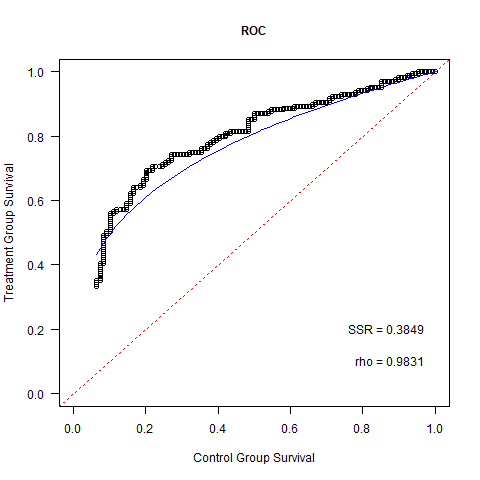 ROC
Treatment Group Survival
1.0
0.8
0.6
0.4
0.2
0.0
SSR = 0.3849
rho = 0.9831
0.0 0.2 0.4 0.6 0.8 1.0
Control Group Survival